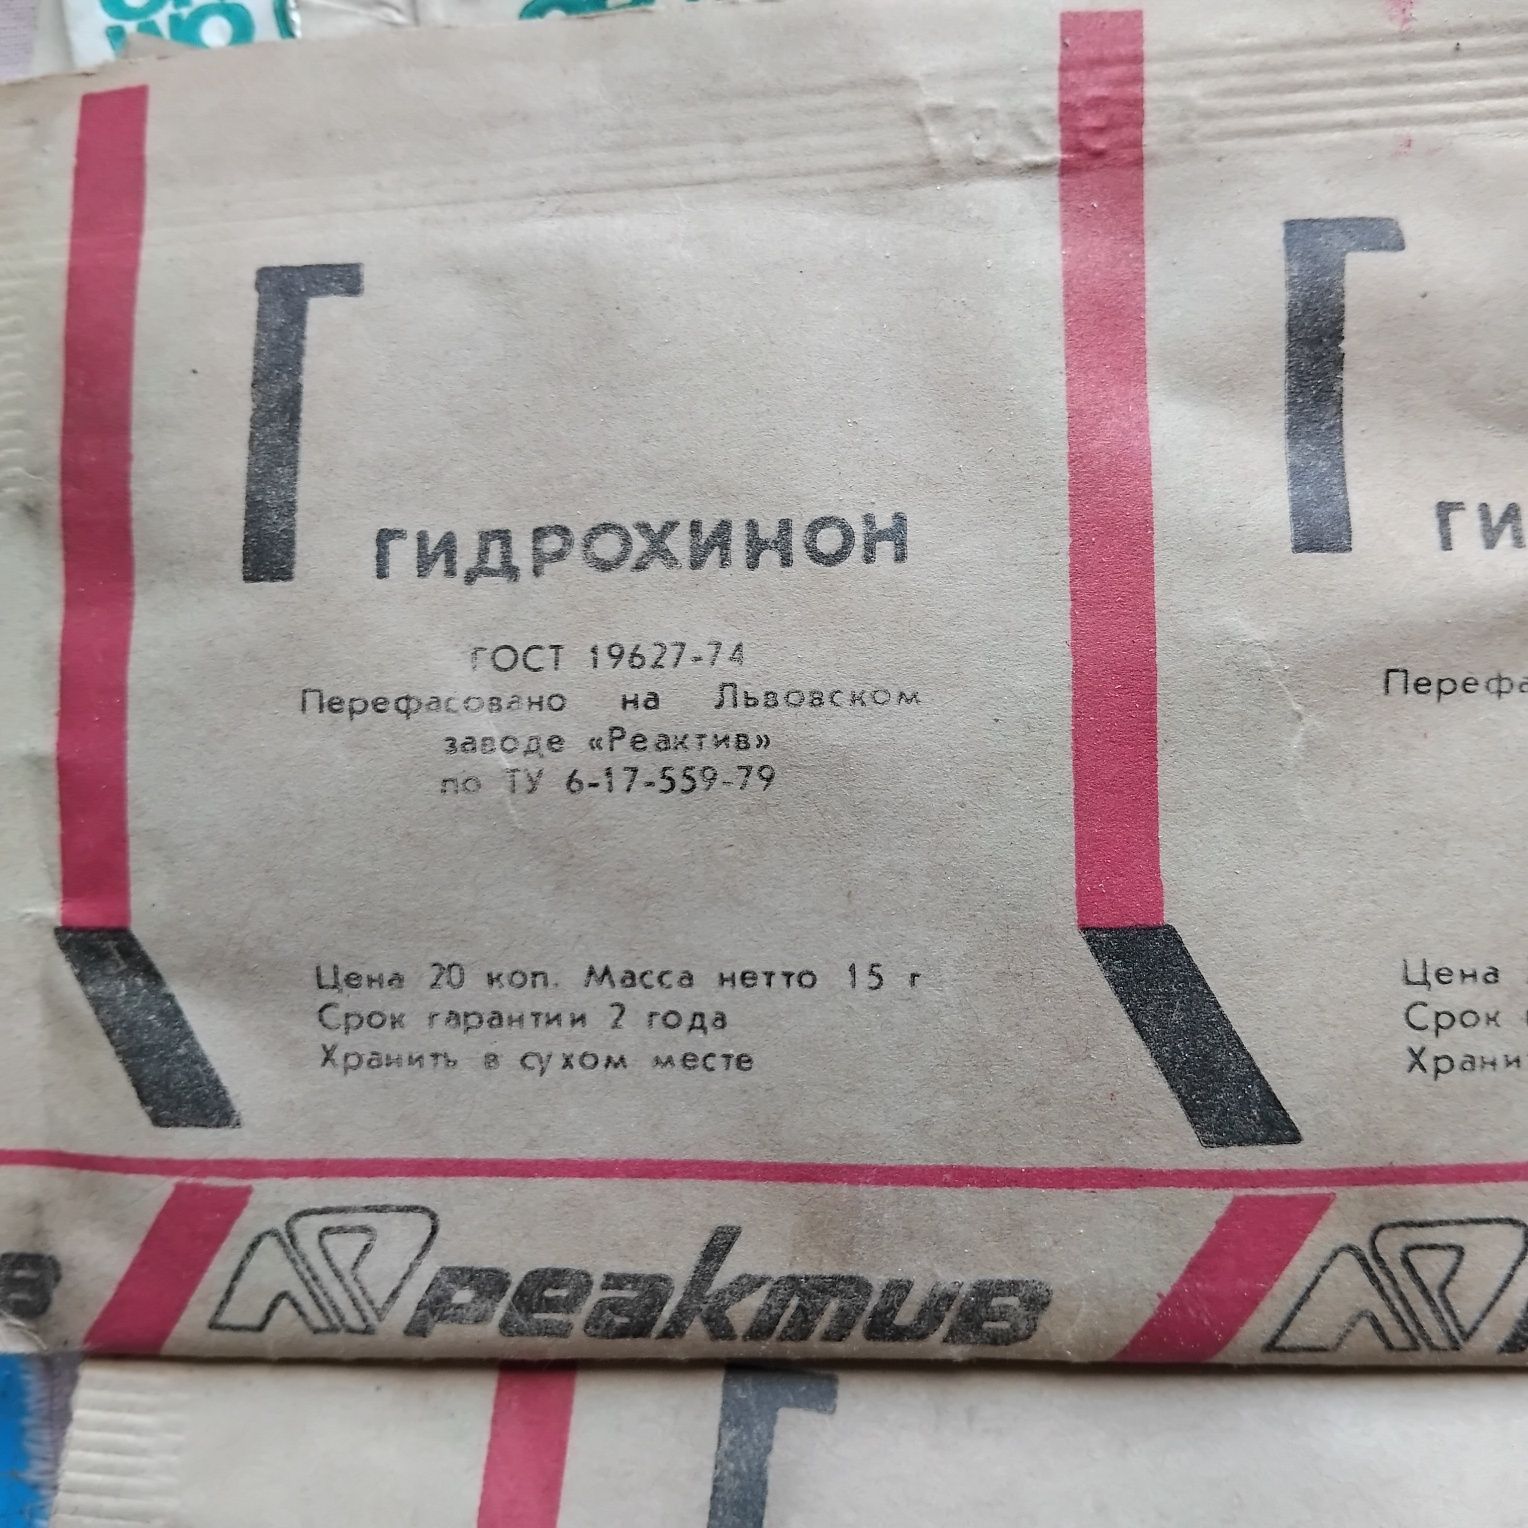 Г
ГИДРОХИНОН
ГОСТ 19627-74
Перефасовано на Львовском
заводе «Реактив»
по ТУ 6-17-559-79
Цена 20 коп. Масса нетто 15 г
Срок гарантии 2 года
Хранить в сухом месте
Реактив
Г
ги
Перефа
Цена
Срок
Храни
в
Г